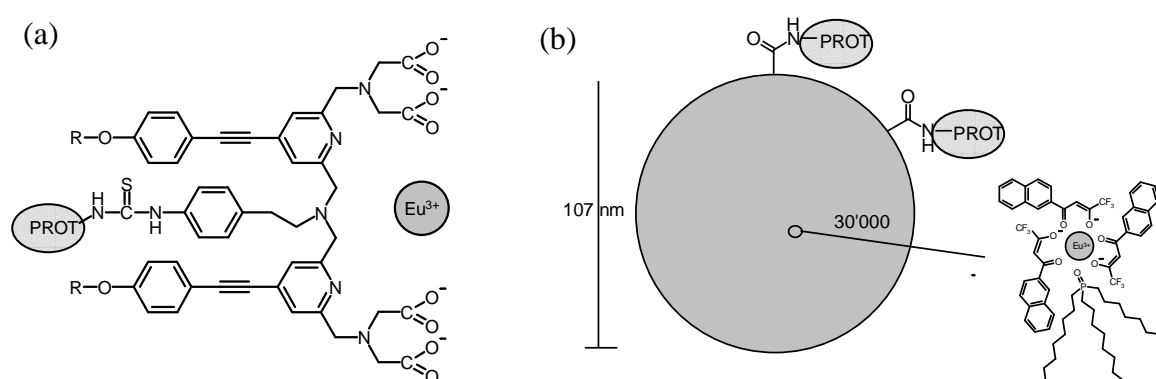 (a)
O⁻
C
O
N
O⁻
C
O
R–O
N
S
H
N C N
H
PROT
N
Eu³⁺
R–O
N
O⁻
C
O
N
O⁻
C
O
(b)
O H
N PROT
O
N PROT
H
107 nm
30'000
CF₃
O O⁻
CF₃ O⁻
Eu³⁺
O
O
O⁻
CF₃
O
P